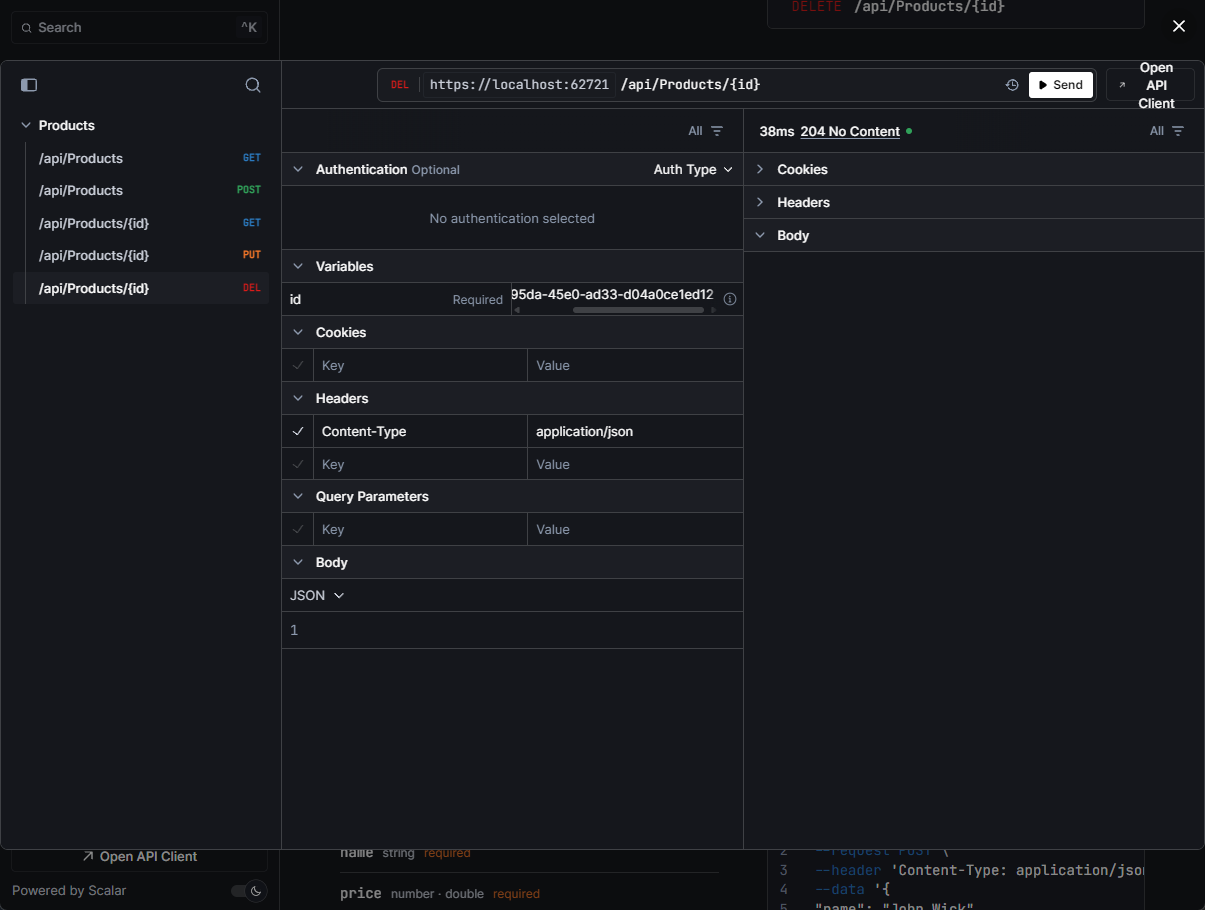 Search
^K
DELETE /api/Products/{id}
DEL
https://localhost:62721 /api/Products/{id}
Send
Open API Client
Products
/api/Products GET
/api/Products POST
/api/Products/{id} GET
/api/Products/{id} PUT
/api/Products/{id} DEL
All
Authentication Optional
Auth Type
No authentication selected
Variables
id
Required
95da-45e0-ad33-d04a0ce1ed12
Cookies
Key
Value
Headers
Content-Type
application/json
Key
Value
Query Parameters
Key
Value
Body
JSON
1
38ms 204 No Content
All
Cookies
Headers
Body
Open API Client
Powered by Scalar
name string required
price number · double required
2 --request POST \
3 --header 'Content-Type: application/json
4 --data '{
5 "name": "John Wick"